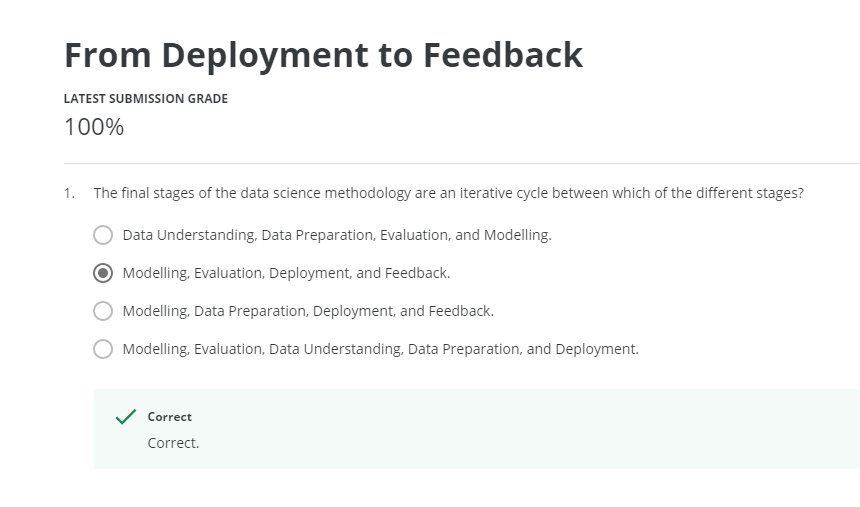 From Deployment to Feedback
LATEST SUBMISSION GRADE
100%
1. The final stages of the data science methodology are an iterative cycle between which of the different stages?
Data Understanding, Data Preparation, Evaluation, and Modelling.
Modelling, Evaluation, Deployment, and Feedback.
Modelling, Data Preparation, Deployment, and Feedback.
Modelling, Evaluation, Data Understanding, Data Preparation, and Deployment.
Correct
Correct.